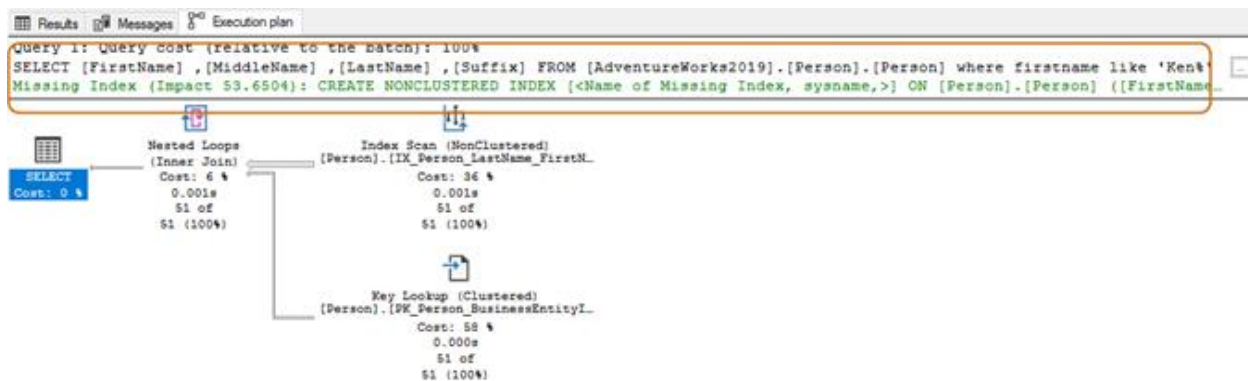 Results Messages Execution plan
Query 1: Query cost (relative to the batch): 100%
SELECT [FirstName] ,[MiddleName] ,[LastName] ,[Suffix] FROM [AdventureWorks2019].[Person].[Person] where firstname like 'Ken%'
Missing Index (Impact 53.6504): CREATE NONCLUSTERED INDEX [<Name of Missing Index, sysname,>] ON [Person].[Person] ([FirstName…
SELECT
Cost: 0 %
Nested Loops
(Inner Join)
Cost: 6 %
0.001s
51 of
51 (100%)
Index Scan (NonClustered)
[Person].[IX_Person_LastName_FirstN…
Cost: 36 %
0.001s
51 of
51 (100%)
Key Lookup (Clustered)
[Person].[PK_Person_BusinessEntityI…
Cost: 58 %
0.000s
51 of
51 (100%)